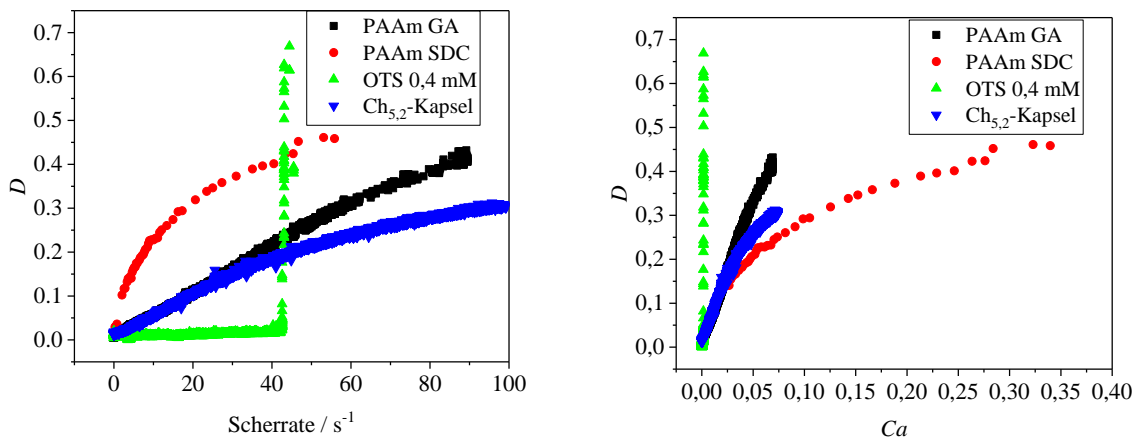 PAAm GA
PAAm SDC
OTS 0,4 mM
Ch5,2-Kapsel
0.7
0.6
0.5
0.4
0.3
0.2
0.1
0.0
D
0 20 40 60 80 100
Scherrate / s-1
PAAm GA
PAAm SDC
OTS 0,4 mM
Ch5,2-Kapsel
0,7
0,6
0,5
0,4
0,3
0,2
0,1
0,0
D
0,00 0,05 0,10 0,15 0,20 0,25 0,30 0,35 0,40
Ca